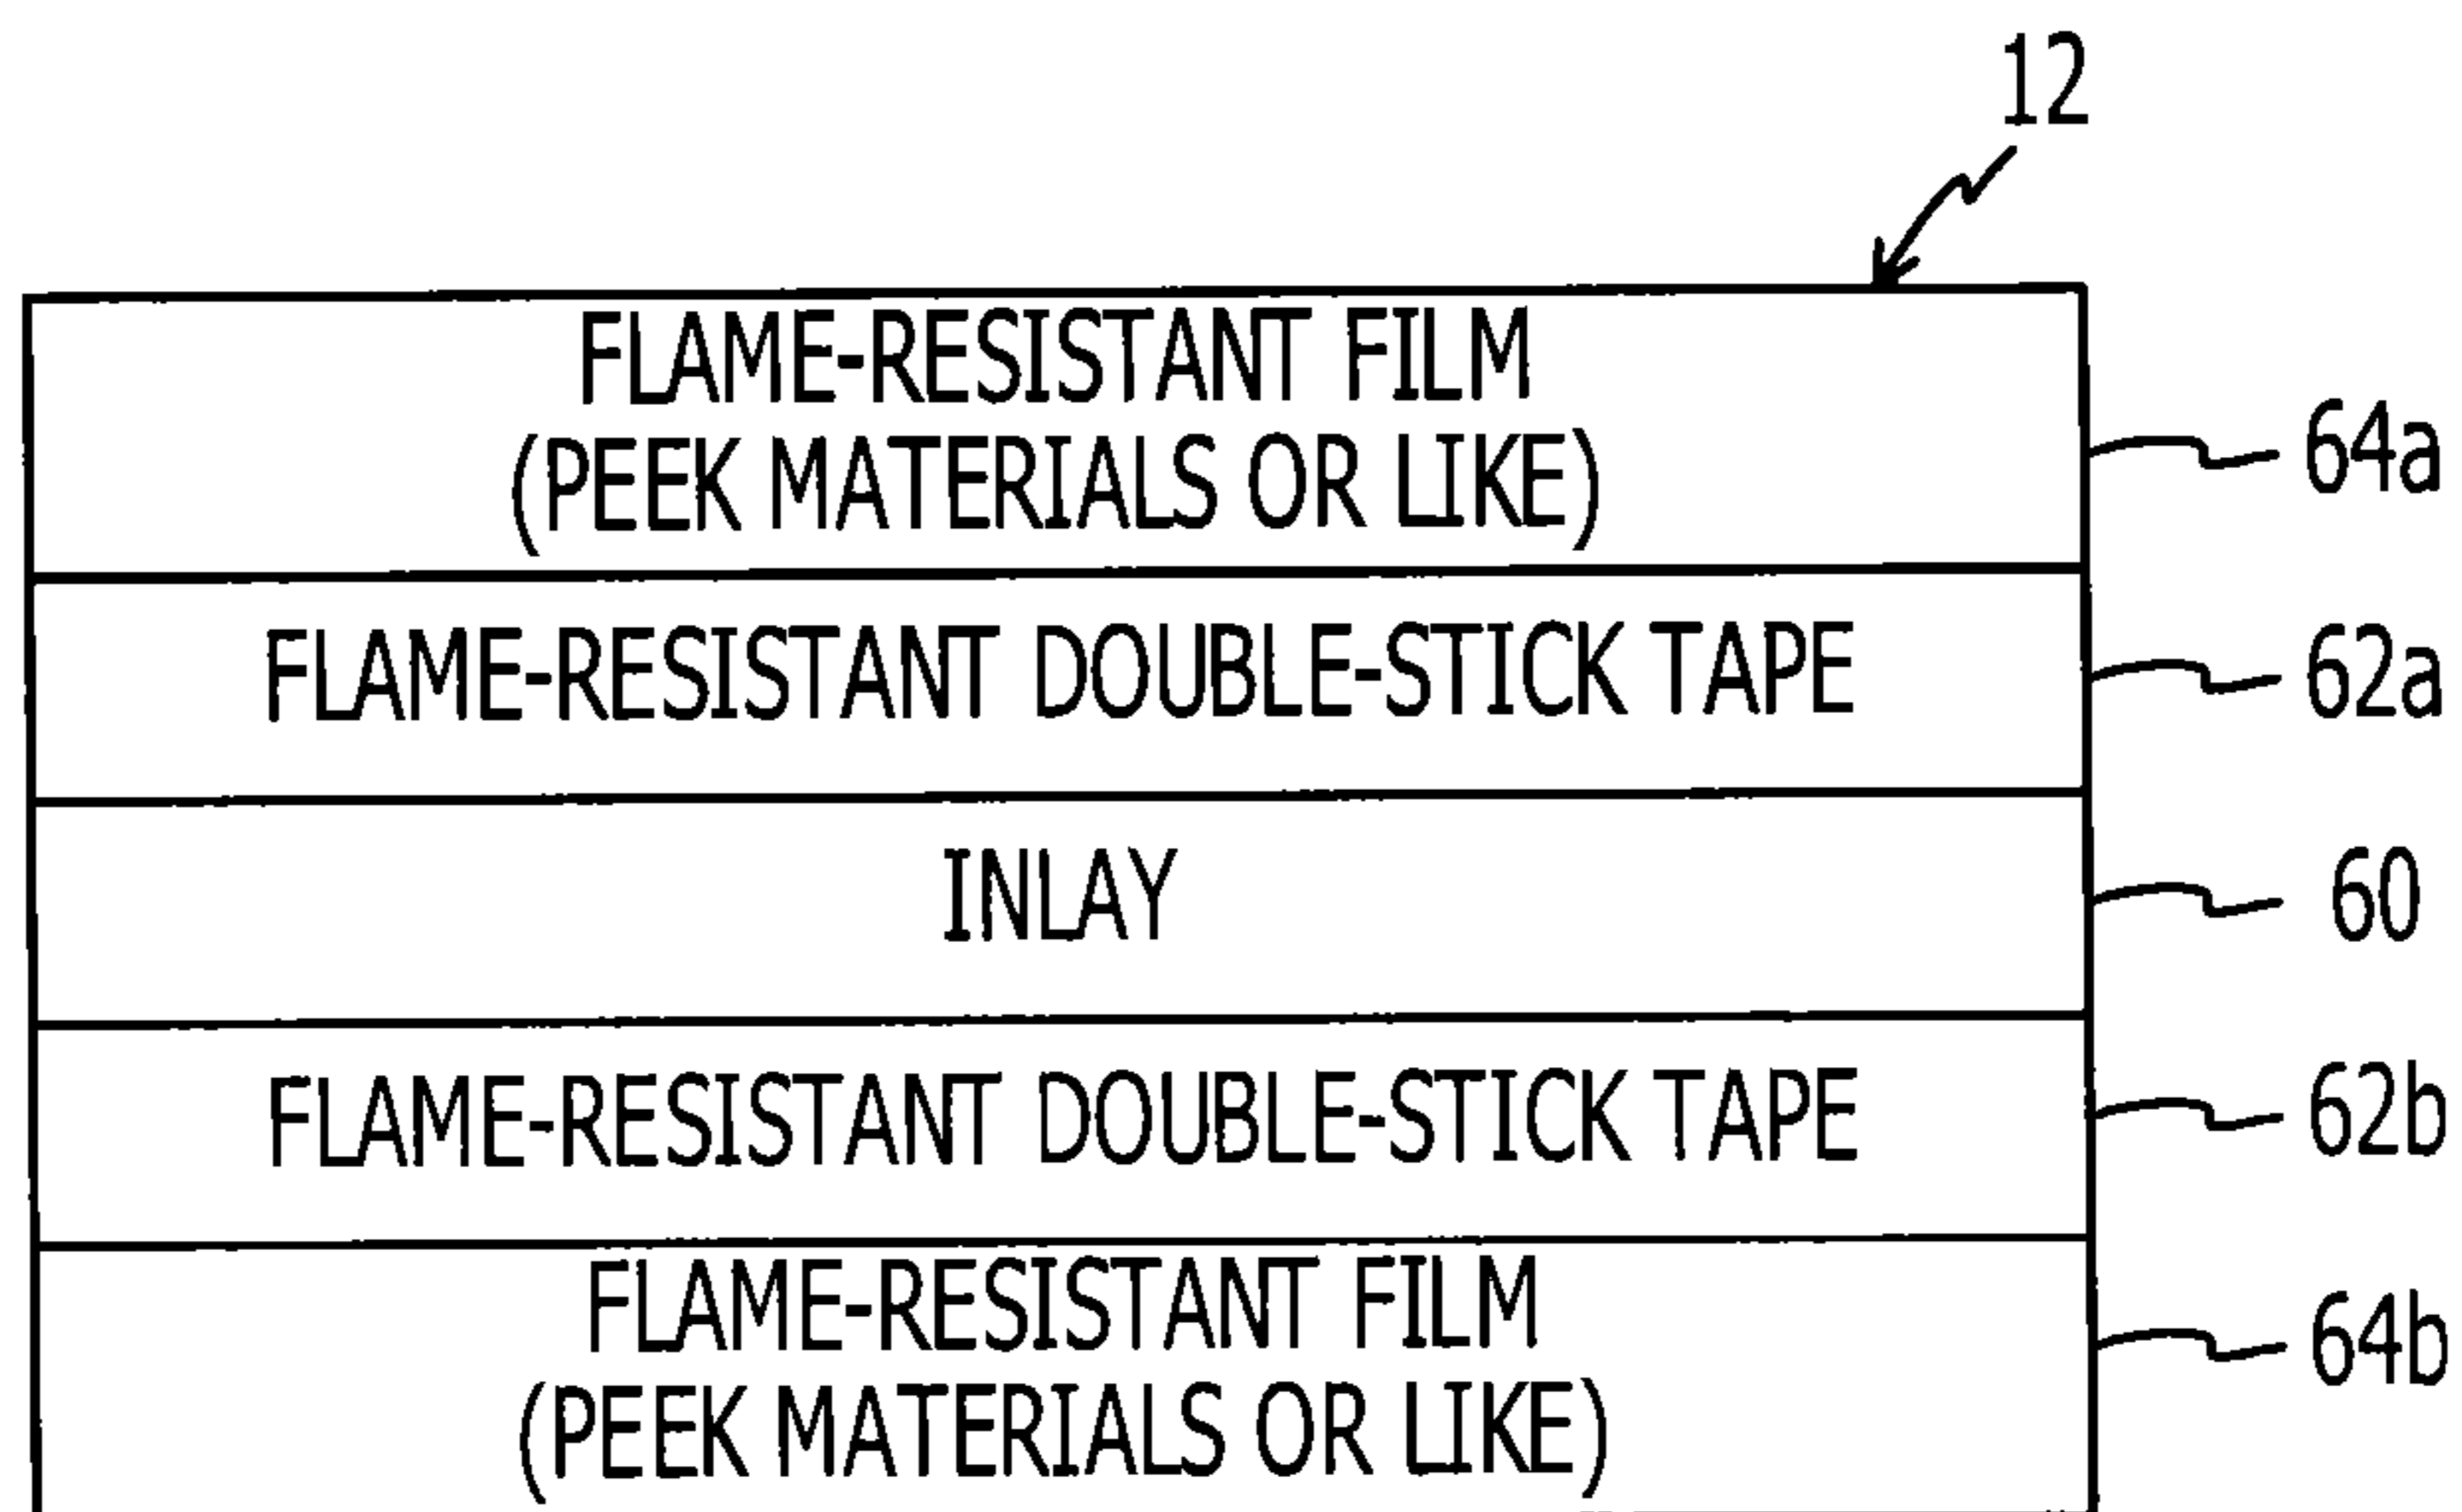 12
FLAME-RESISTANT FILM
(PEEK MATERIALS OR LIKE)
64a
FLAME-RESISTANT DOUBLE-STICK TAPE
62a
INLAY
60
FLAME-RESISTANT DOUBLE-STICK TAPE
62b
FLAME-RESISTANT FILM
(PEEK MATERIALS OR LIKE)
64b